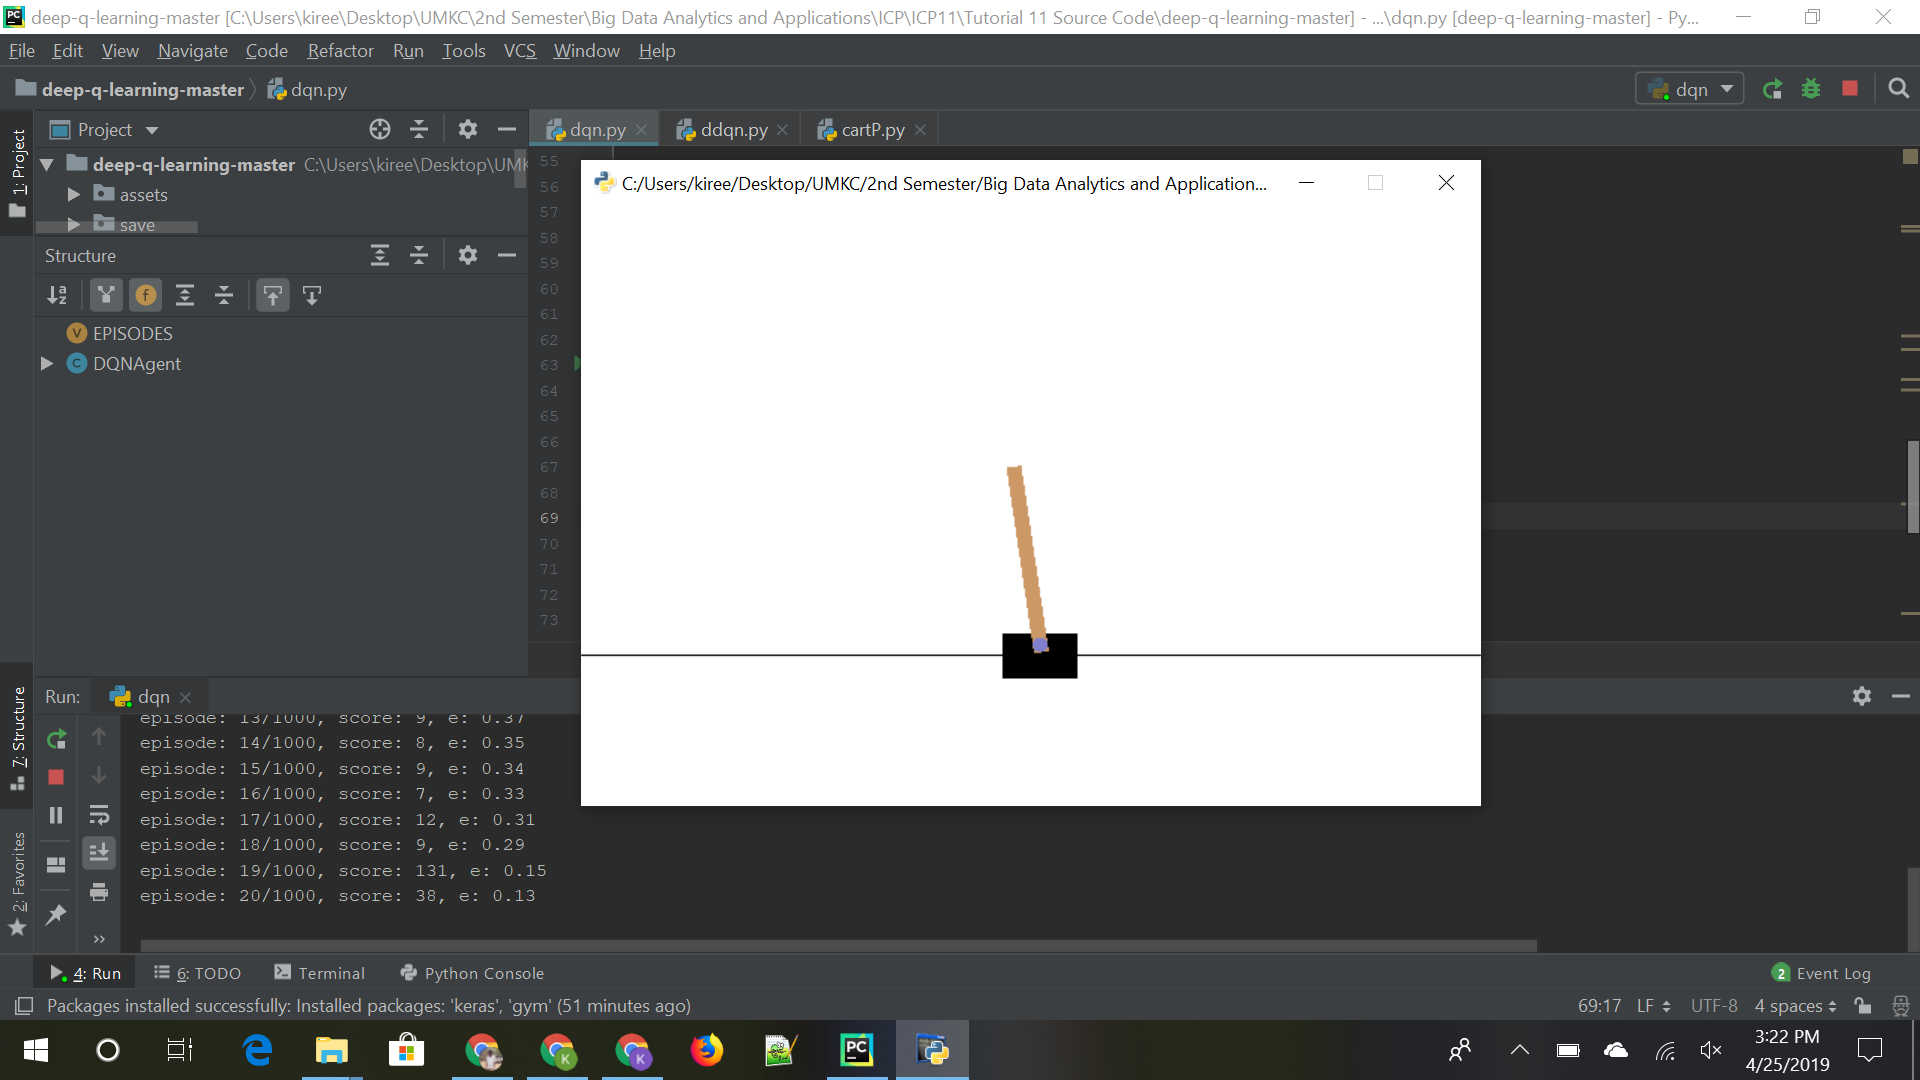 deep-q-learning-master [C:\Users\kiree\Desktop\UMKC\2nd Semester\Big Data Analytics and Applications\ICP\ICP11\Tutorial 11 Source Code\deep-q-learning-master] - ...\dqn.py [deep-q-learning-master] - Py...
File Edit View Navigate Code Refactor Run Tools VCS Window Help
deep-q-learning-master dqn.py dqn
1: Project
Project dqn.py ddqn.py cartP.py
deep-q-learning-master C:\Users\kiree\Desktop\UMK
assets
save
C:/Users/kiree/Desktop/UMKC/2nd Semester/Big Data Analytics and Application...
Structure
EPISODES
DQNAgent
55
56
57
58
59
60
61
62
63
64
65
66
67
68
69
70
71
72
73
7: Structure
2: Favorites
Run: dqn
episode: 13/1000, score: 9, e: 0.37
episode: 14/1000, score: 8, e: 0.35
episode: 15/1000, score: 9, e: 0.34
episode: 16/1000, score: 7, e: 0.33
episode: 17/1000, score: 12, e: 0.31
episode: 18/1000, score: 9, e: 0.29
episode: 19/1000, score: 131, e: 0.15
episode: 20/1000, score: 38, e: 0.13
4: Run 6: TODO Terminal Python Console 2 Event Log
Packages installed successfully: Installed packages: 'keras', 'gym' (51 minutes ago) 69:17 LF UTF-8 4 spaces
3:22 PM
4/25/2019